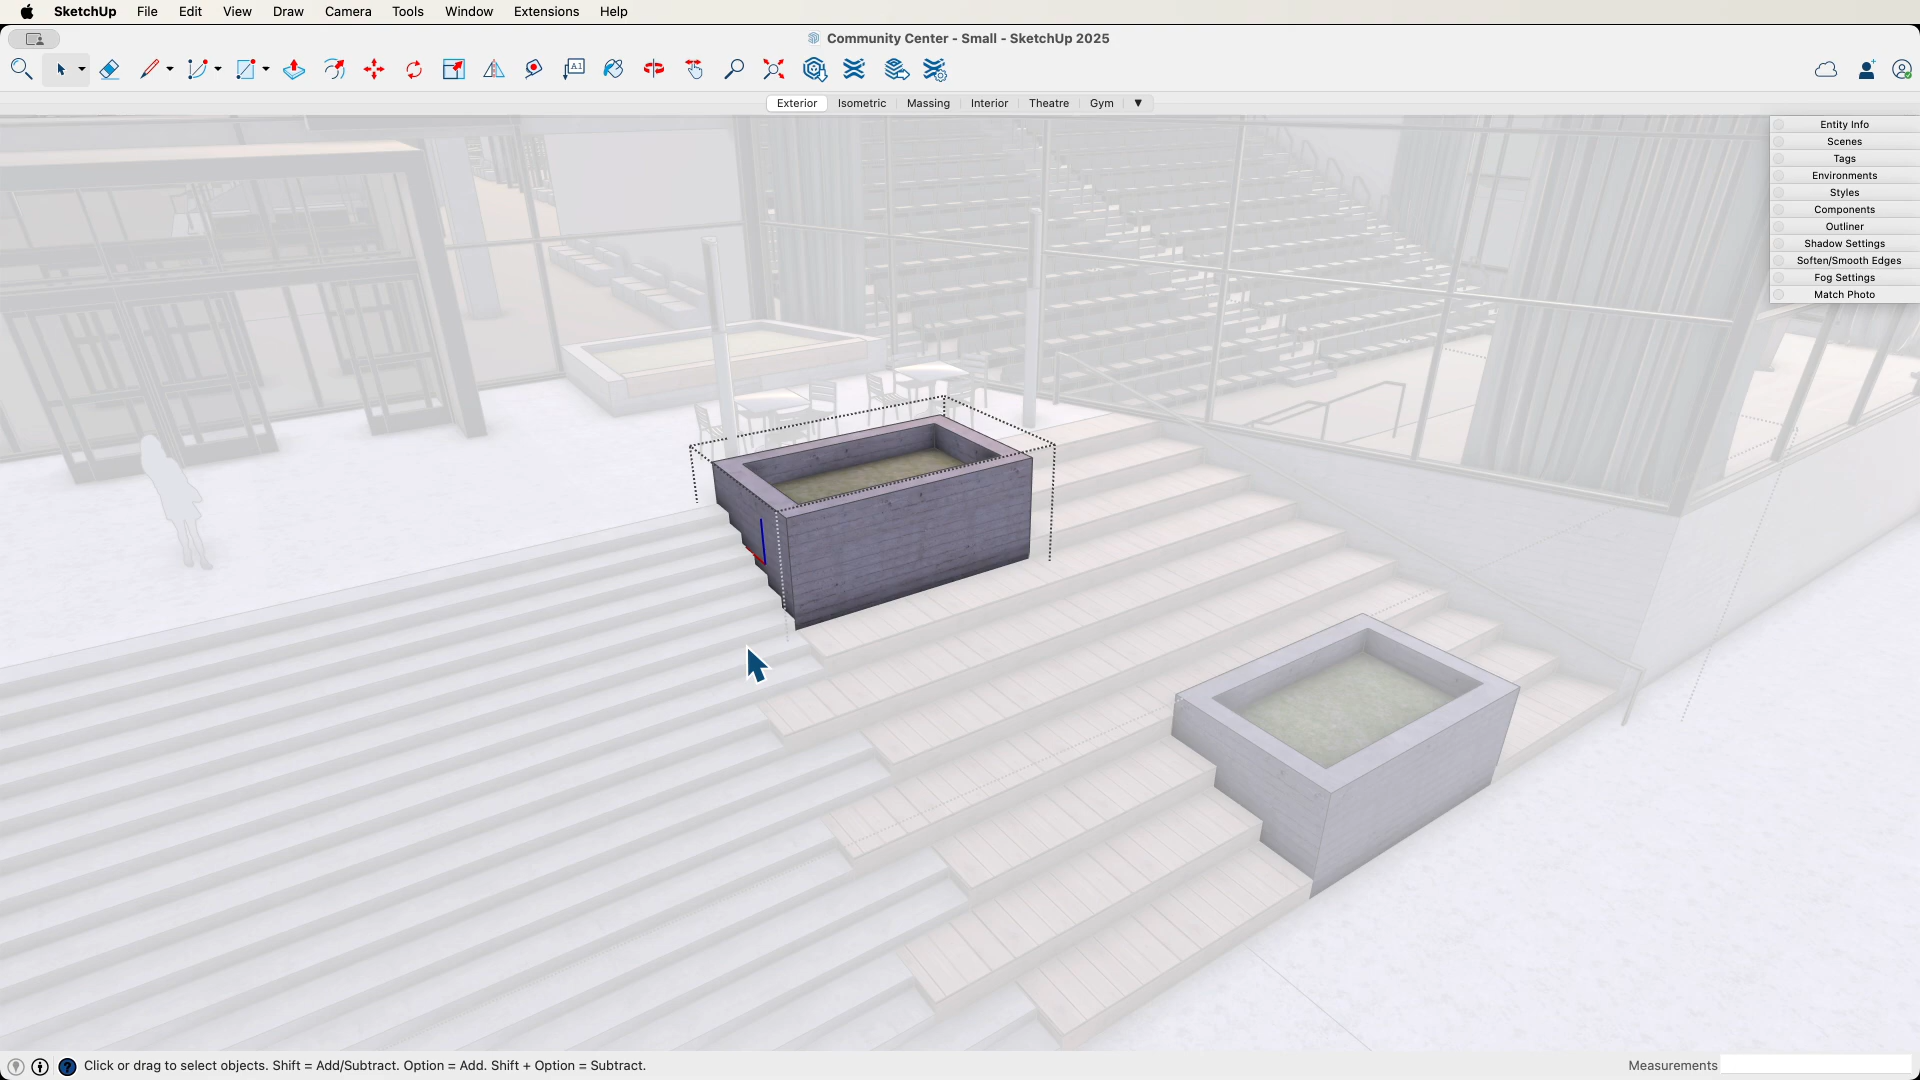 SketchUp File Edit View Draw Camera Tools Window Extensions Help
Community Center - Small - SketchUp 2025
A1
Exterior Isometric Massing Interior Theatre Gym
Entity Info
Scenes
Tags
Environments
Styles
Components
Outliner
Shadow Settings
Soften/Smooth Edges
Fog Settings
Match Photo
Click or drag to select objects. Shift = Add/Subtract. Option = Add. Shift + Option = Subtract.
Measurements